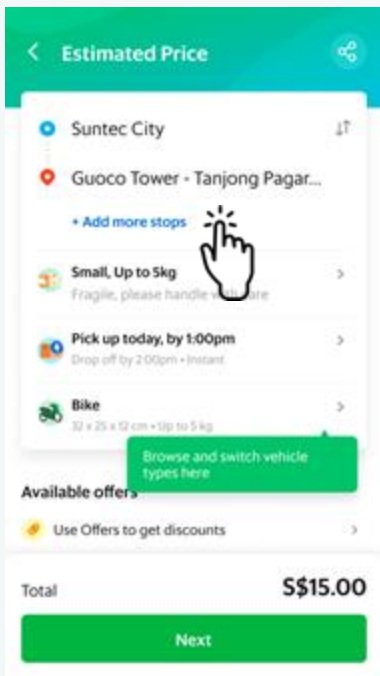 Estimated Price
Suntec City
Guoco Tower - Tanjong Pagar...
+ Add more stops
Small, Up to 5kg
Fragile, please handle with care
Pick up today, by 1:00pm
Drop off by 2:00pm • Instant
Bike
32 x 25 x 12 cm • Up to 5 kg
Browse and switch vehicle
types here
Available offers
Use Offers to get discounts
Total
S$15.00
Next